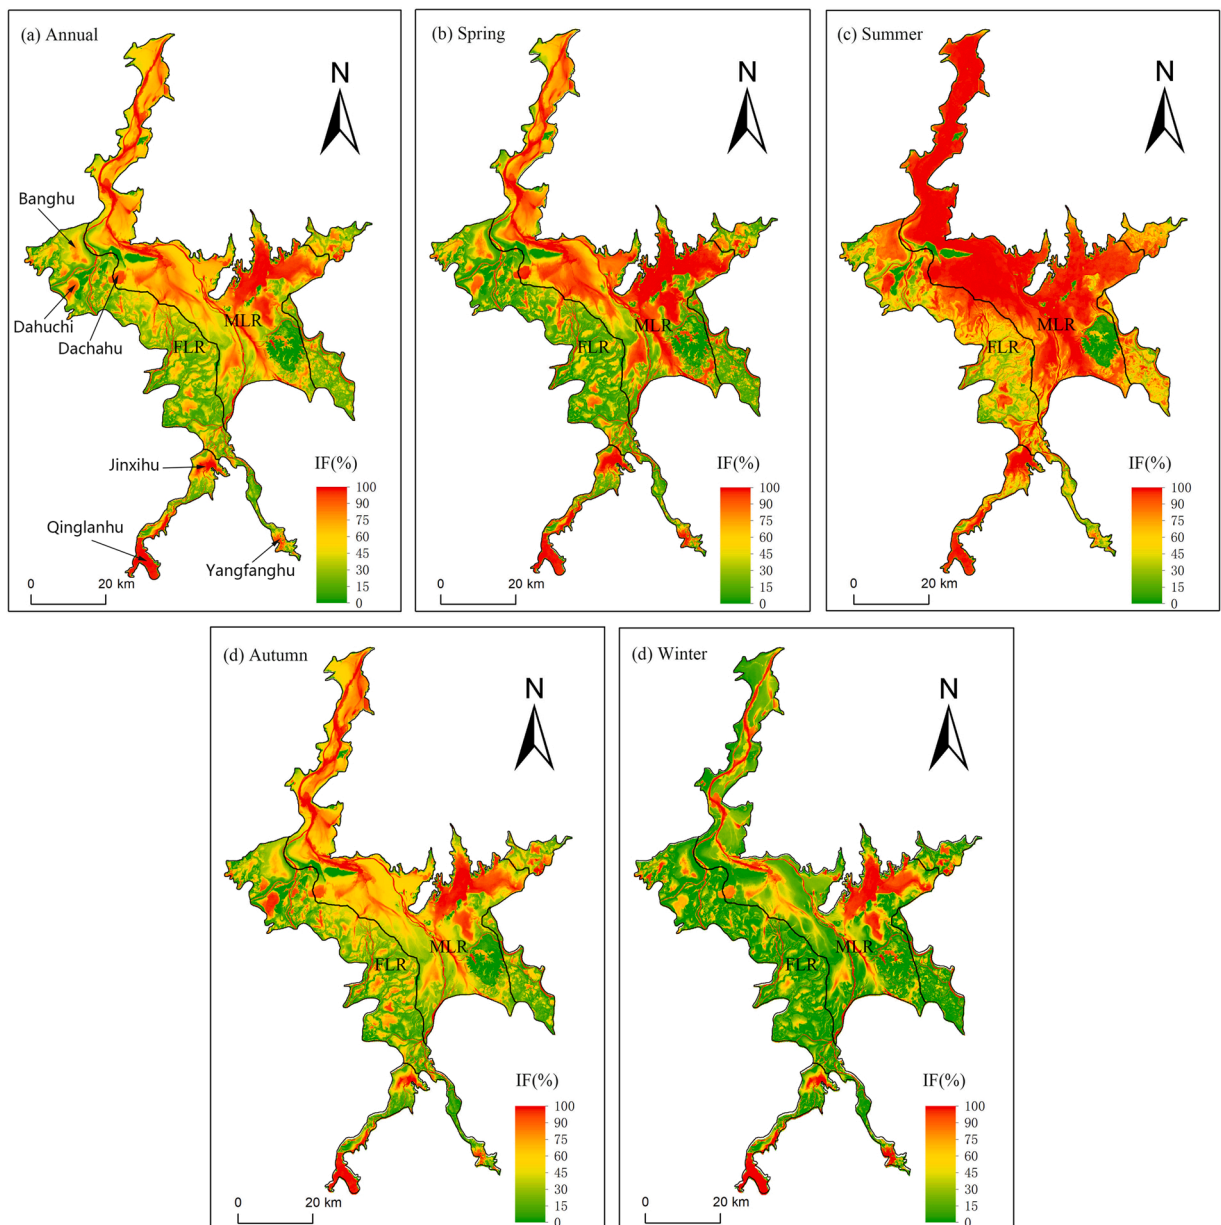 (a) Annual
N
Banghu
Dahuchi
Dachahu
MLR
FLR
Jinxihu
Qinglanhu
Yangfanghu
IF(%)
100
90
75
60
45
30
15
0
0 20 km
(b) Spring
N
MLR
FLR
IF(%)
100
90
75
60
45
30
15
0
0 20 km
(c) Summer
N
MLR
FLR
IF(%)
100
90
75
60
45
30
15
0
0 20 km
(d) Autumn
N
MLR
FLR
IF(%)
100
90
75
60
45
30
15
0
0 20 km
(d) Winter
N
MLR
FLR
IF(%)
100
90
75
60
45
30
15
0
0 20 km